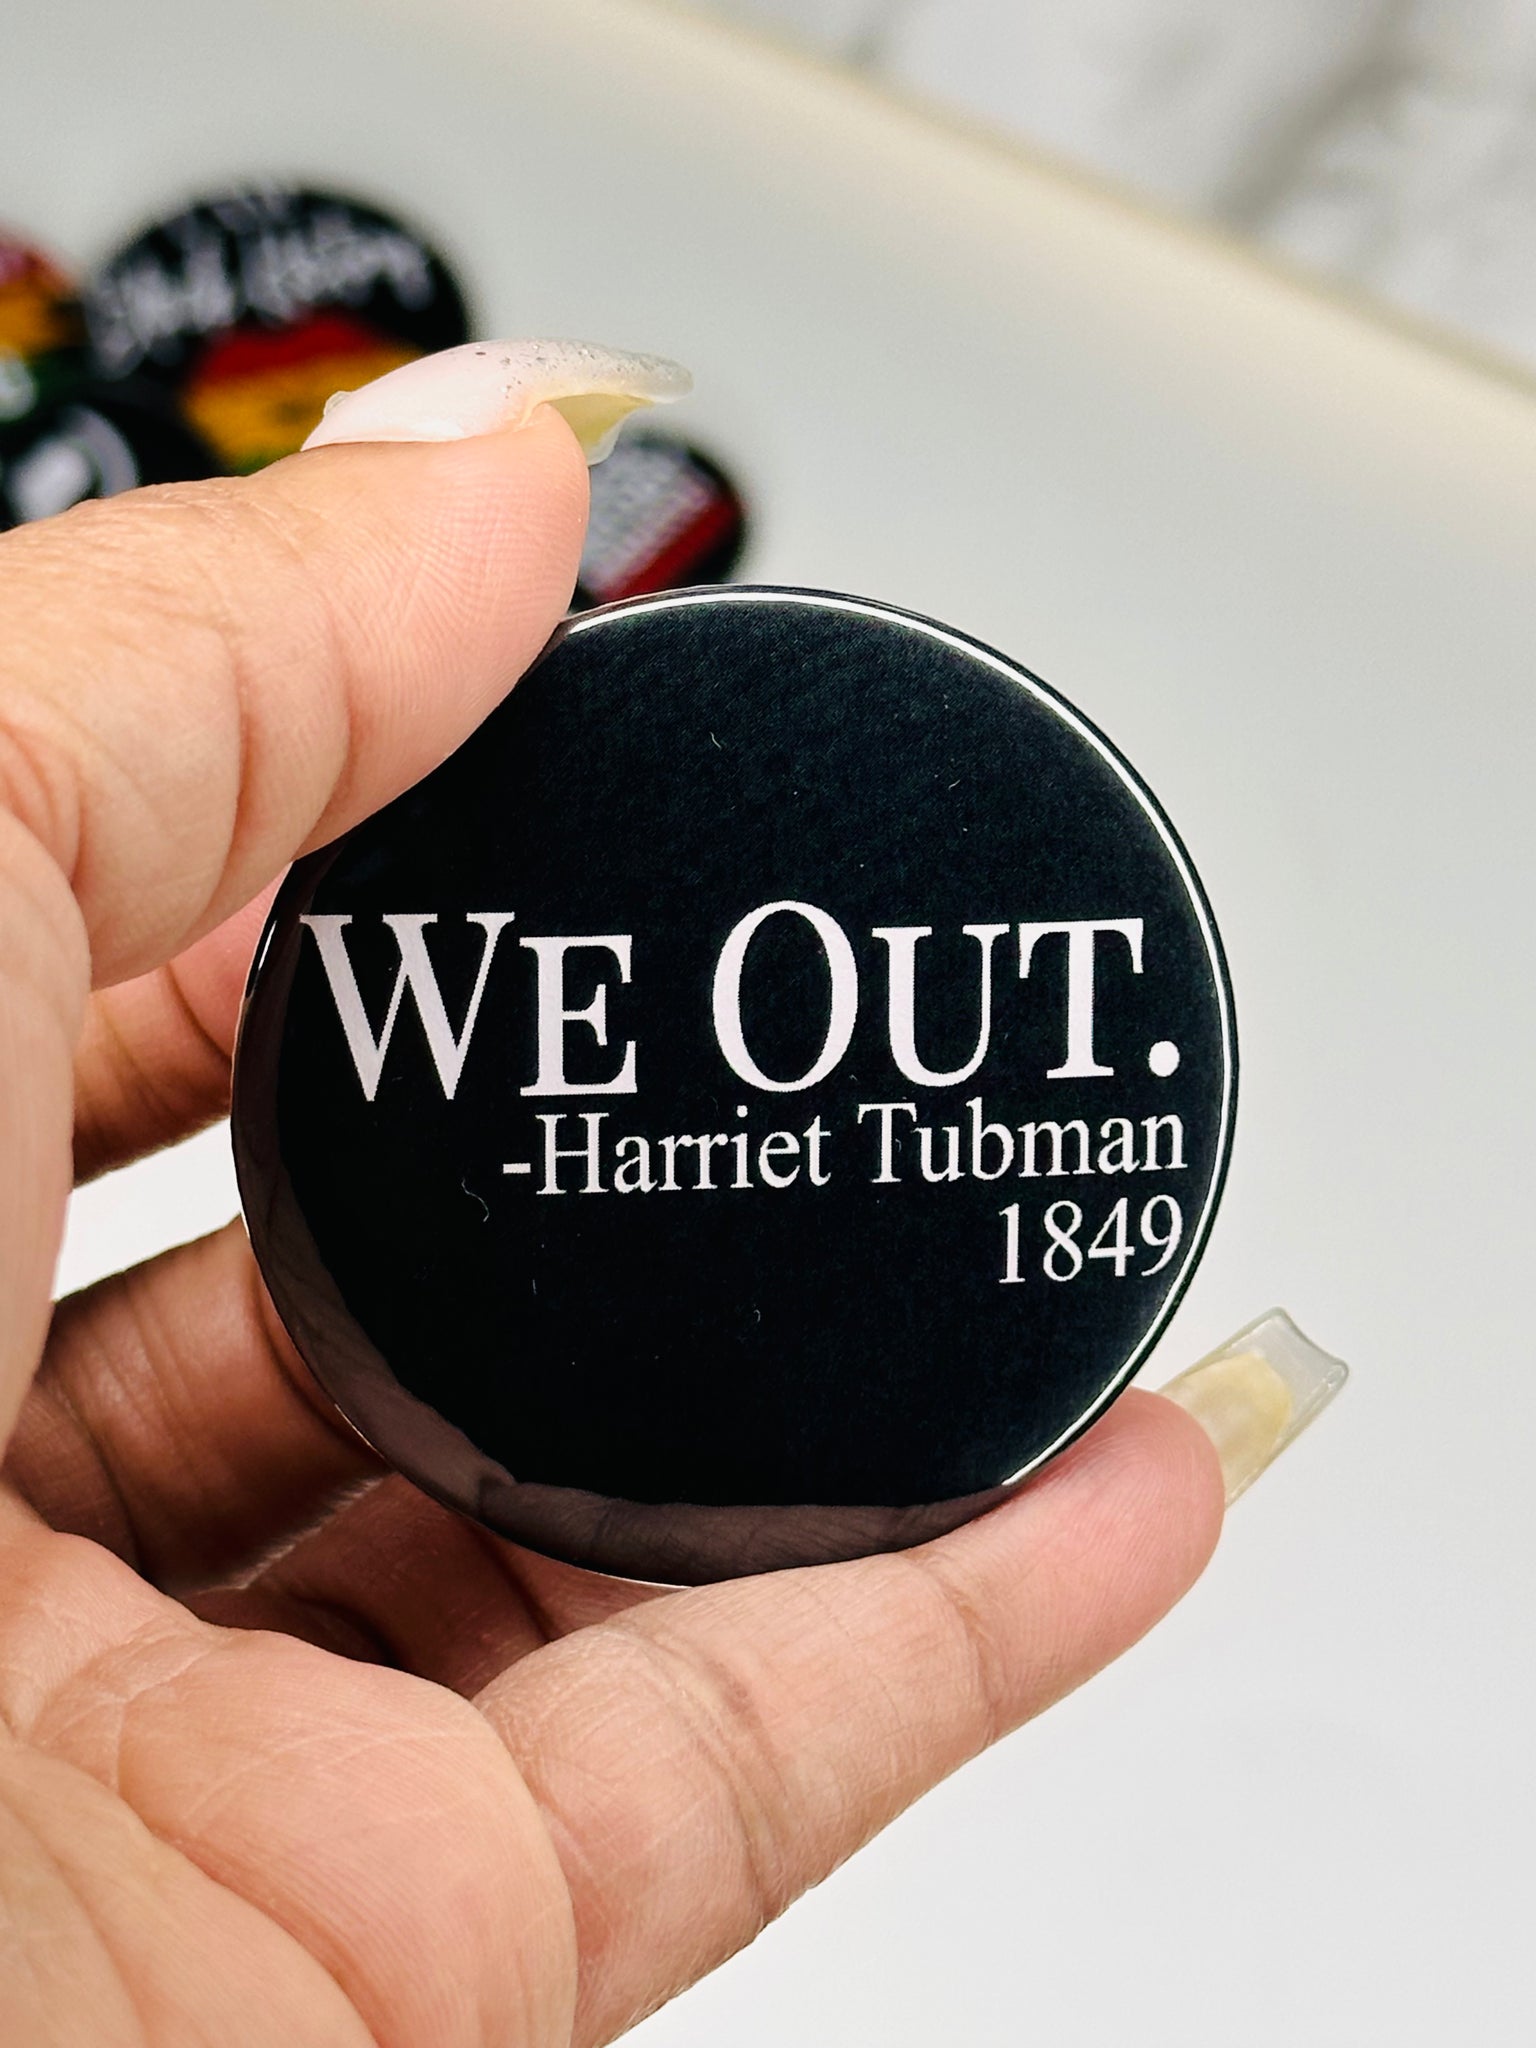 WE OUT.
-Harriet Tubman
1849